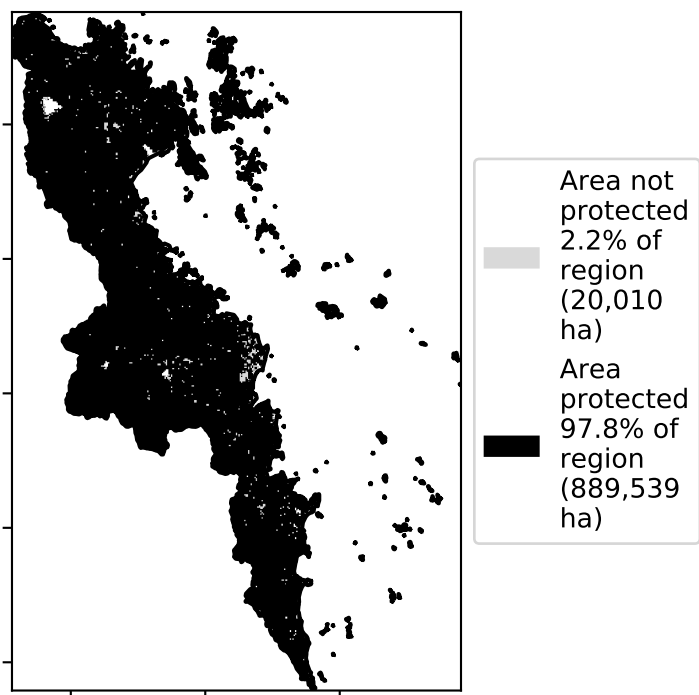 Area not
protected
2.2% of
region
(20,010
ha)
Area
protected
97.8% of
region
(889,539
ha)